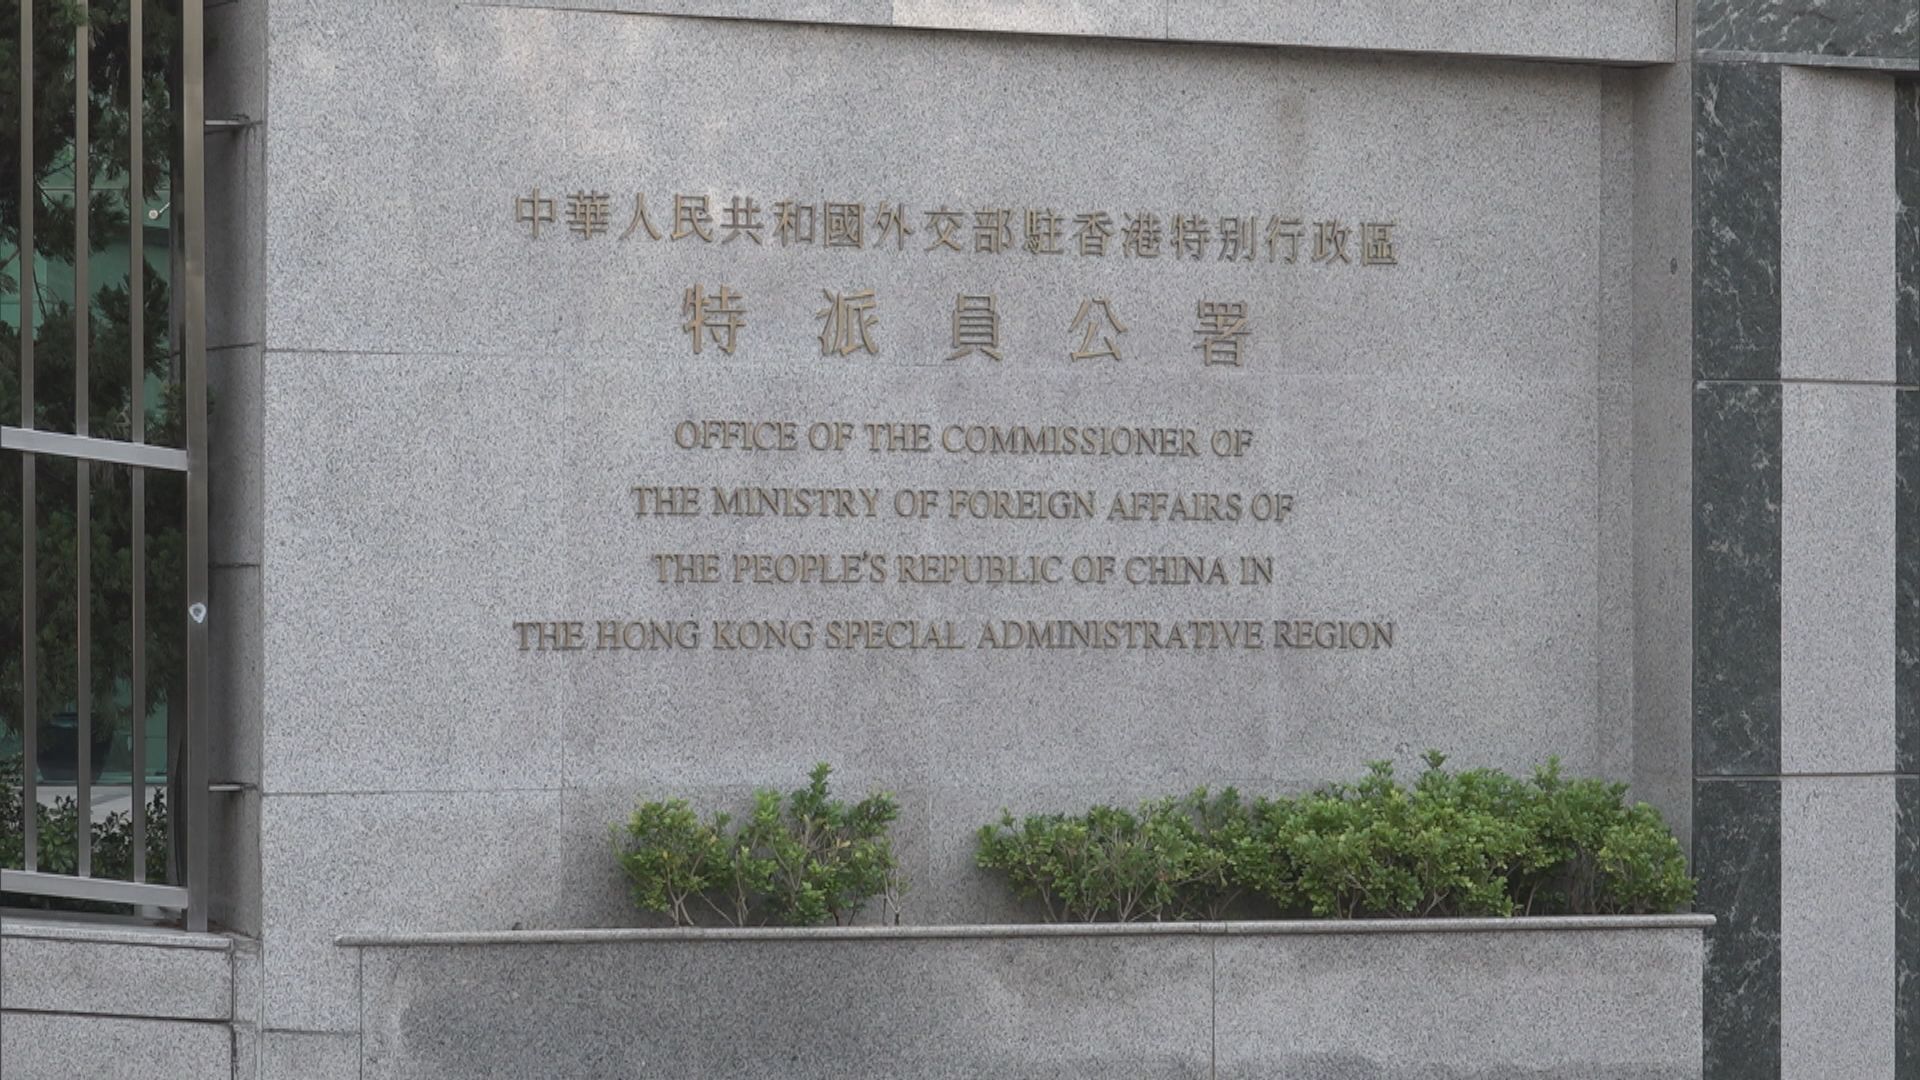 中華人民共和國外交部駐香港特別行政區
特派員公署
OFFICE OF THE COMMISSIONER OF
THE MINISTRY OF FOREIGN AFFAIRS OF
THE PEOPLE'S REPUBLIC OF CHINA IN
THE HONG KONG SPECIAL ADMINISTRATIVE REGION